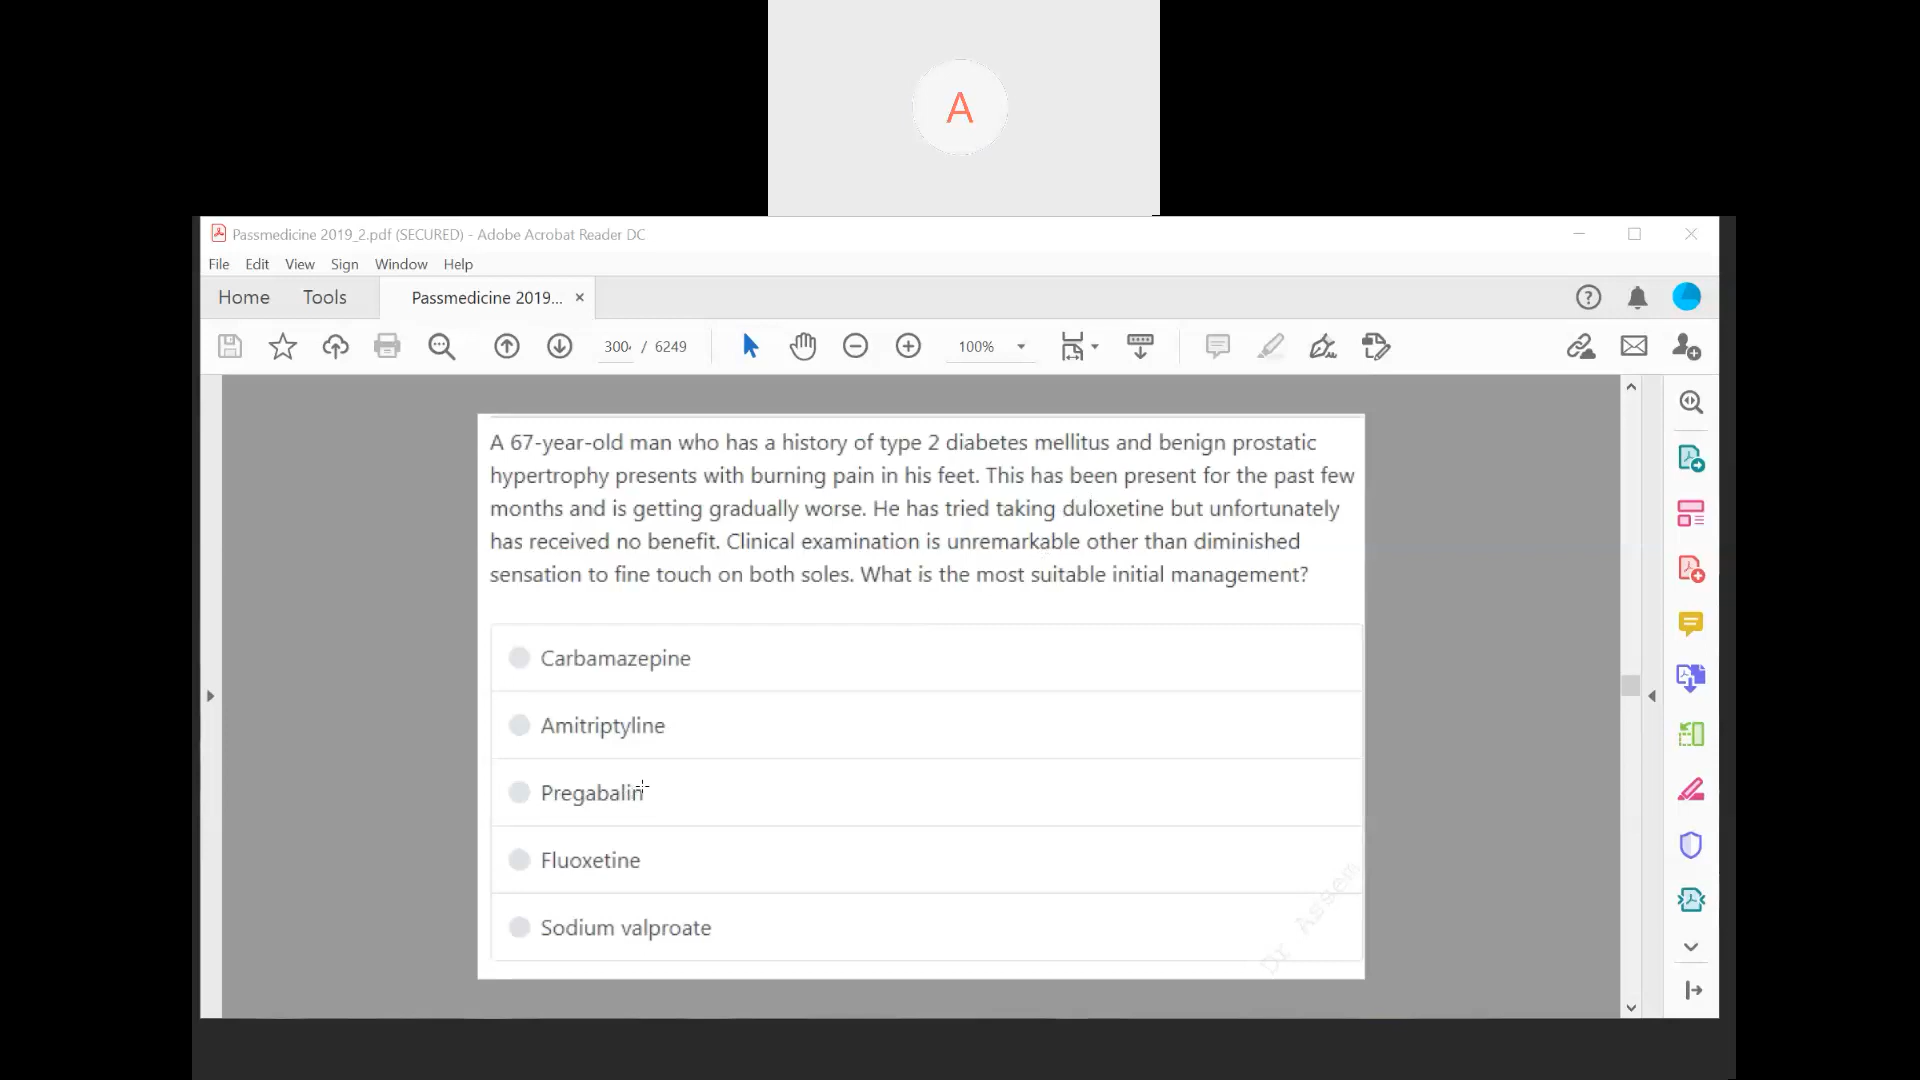 A
Passmedicine 2019_2.pdf (SECURED) - Adobe Acrobat Reader DC
File Edit View Sign Window Help
Home Tools Passmedicine 2019... ×
300 / 6249 100%
A 67-year-old man who has a history of type 2 diabetes mellitus and benign prostatic
hypertrophy presents with burning pain in his feet. This has been present for the past few
months and is getting gradually worse. He has tried taking duloxetine but unfortunately
has received no benefit. Clinical examination is unremarkable other than diminished
sensation to fine touch on both soles. What is the most suitable initial management?
Carbamazepine
Amitriptyline
Pregabalin
Fluoxetine
Sodium valproate
Dr Assem